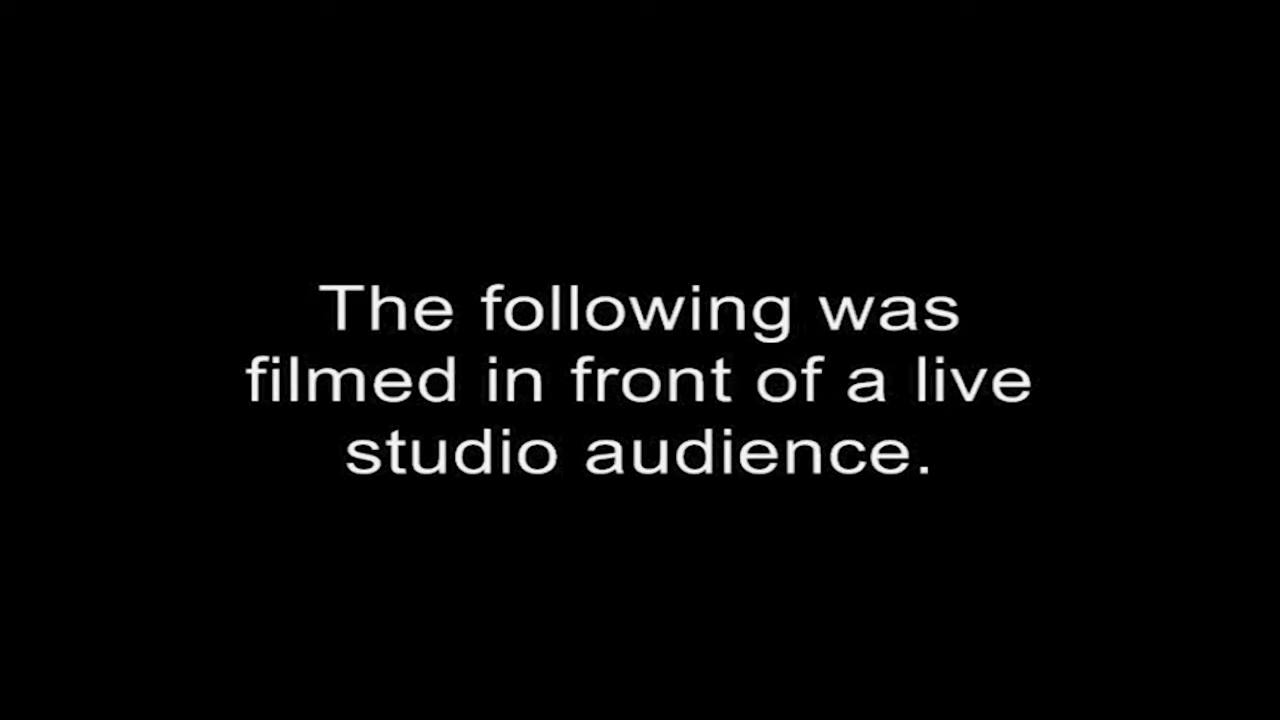 The following was
filmed in front of a live
studio audience.